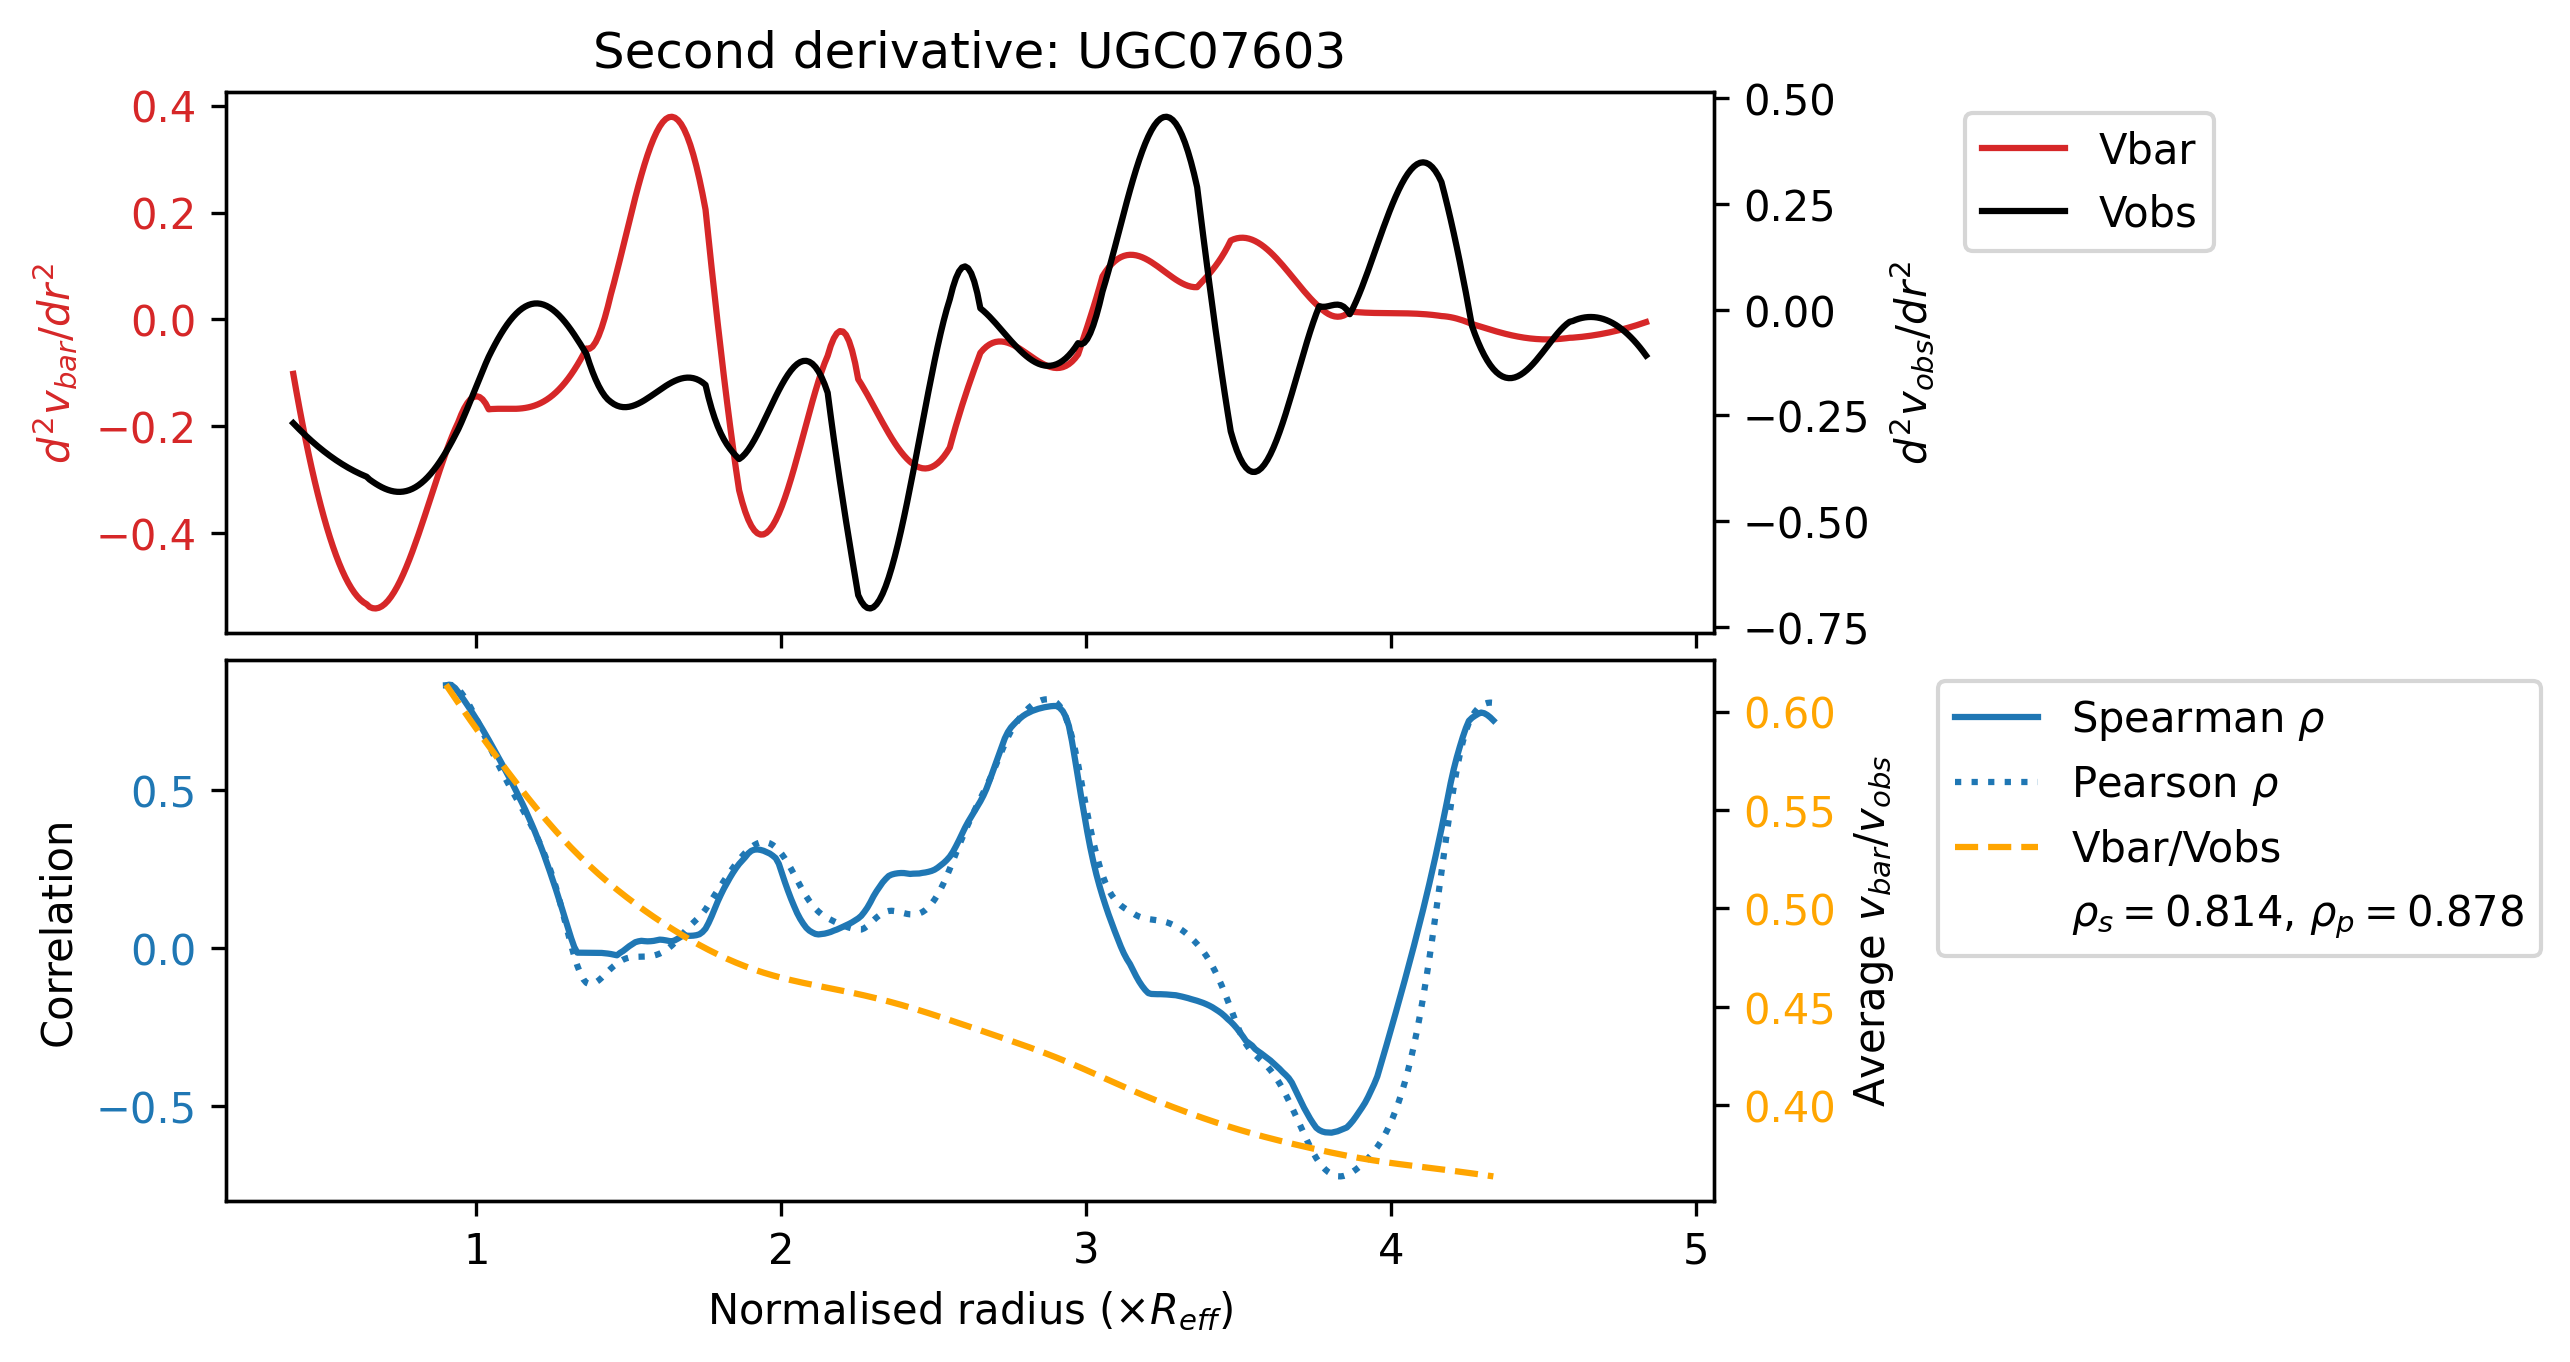 Second derivative: UGC07603
0.4
0.2
0.0
−0.2
−0.4
d²v_bar/dr²
0.50
0.25
0.00
−0.25
−0.50
−0.75
d²v_obs/dr²
Vbar
Vobs
0.5
0.0
−0.5
Correlation
0.60
0.55
0.50
0.45
0.40
Average v_bar/v_obs
Spearman ρ
Pearson ρ
Vbar/Vobs
ρ_s = 0.814, ρ_p = 0.878
1 2 3 4 5
Normalised radius (×R_eff)